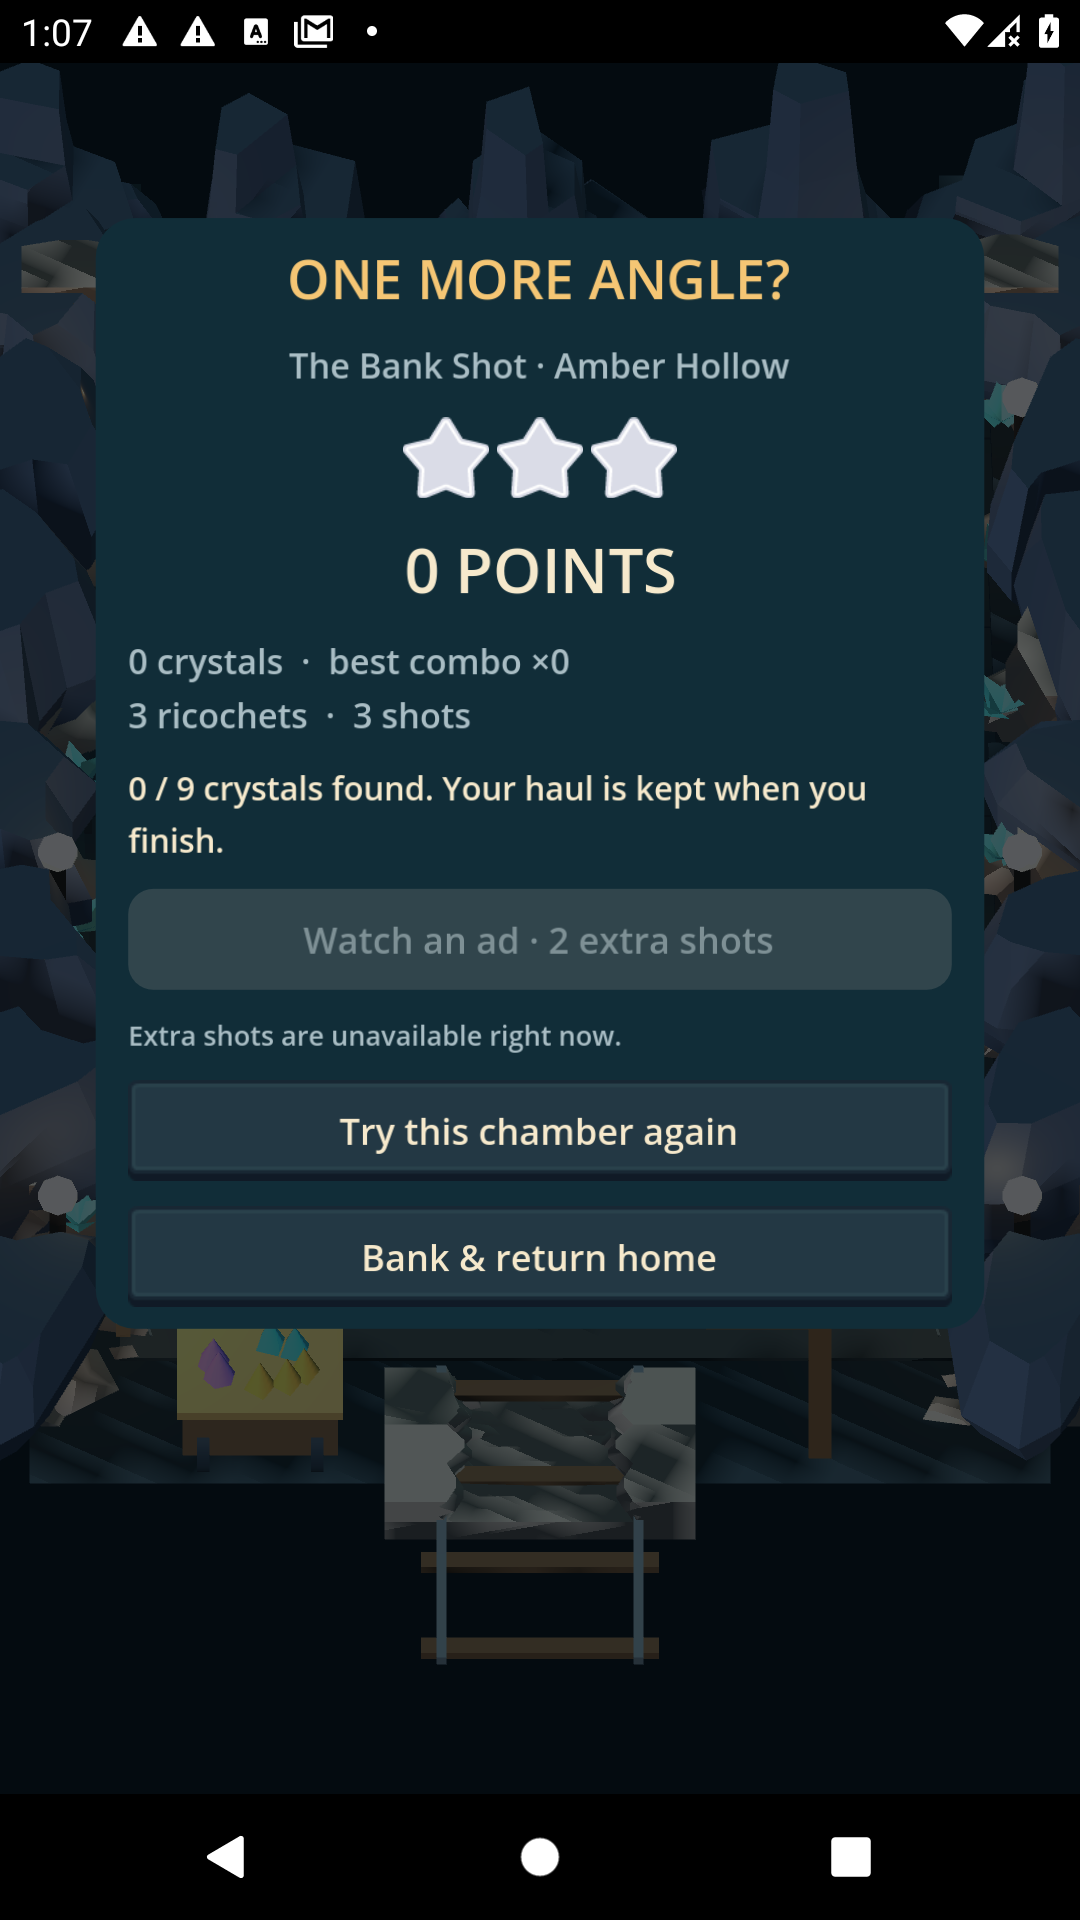 1:07
ONE MORE ANGLE?
The Bank Shot · Amber Hollow
0 POINTS
0 crystals · best combo ×0
3 ricochets · 3 shots
0 / 9 crystals found. Your haul is kept when you
finish.
Watch an ad · 2 extra shots
Extra shots are unavailable right now.
Try this chamber again
Bank & return home